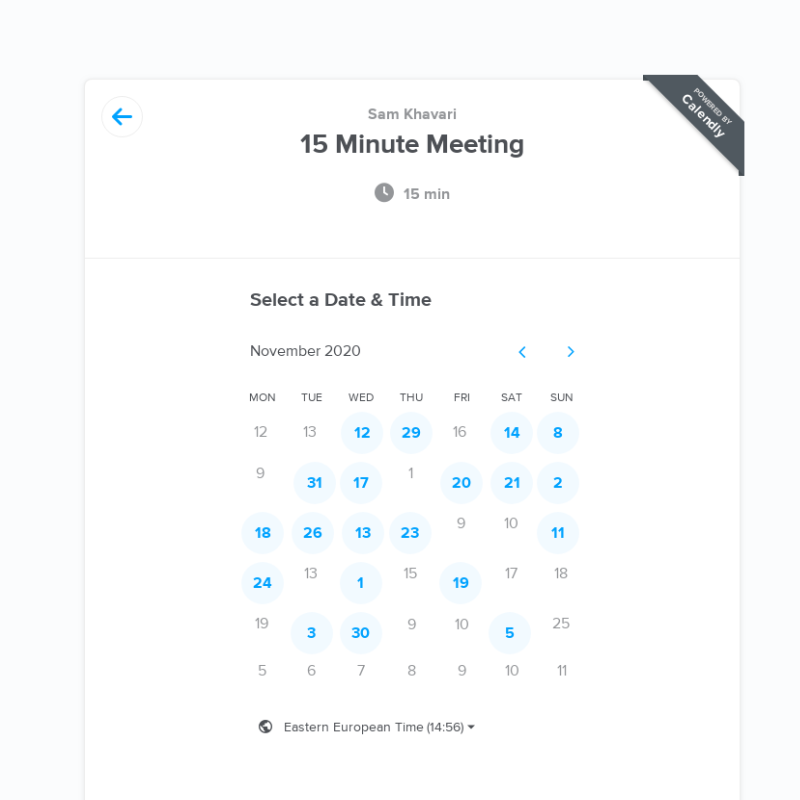 POWERED BY
Calendly
Sam Khavari
15 Minute Meeting
15 min
Select a Date & Time
November 2020
MON TUE WED THU FRI SAT SUN
12 13 12 29 16 14 8
9 31 17 1 20 21 2
18 26 13 23 9 10 11
24 13 1 15 19 17 18
19 3 30 9 10 5 25
5 6 7 8 9 10 11
Eastern European Time (14:56)